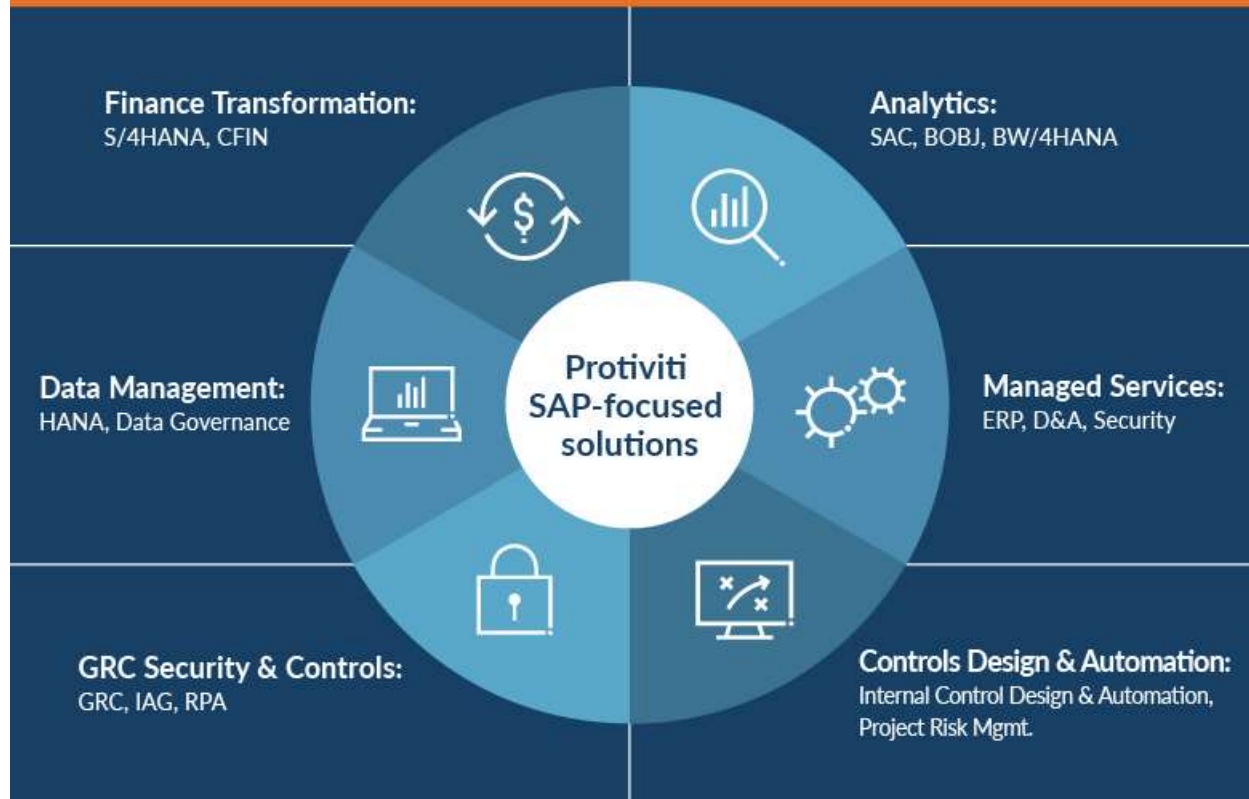 Finance Transformation:
S/4HANA, CFIN
Analytics:
SAC, BOBJ, BW/4HANA
$
Data Management:
HANA, Data Governance
Protiviti
SAP-focused
solutions
Managed Services:
ERP, D&A, Security
GRC Security & Controls:
GRC, IAG, RPA
Controls Design & Automation:
Internal Control Design & Automation,
Project Risk Mgmt.